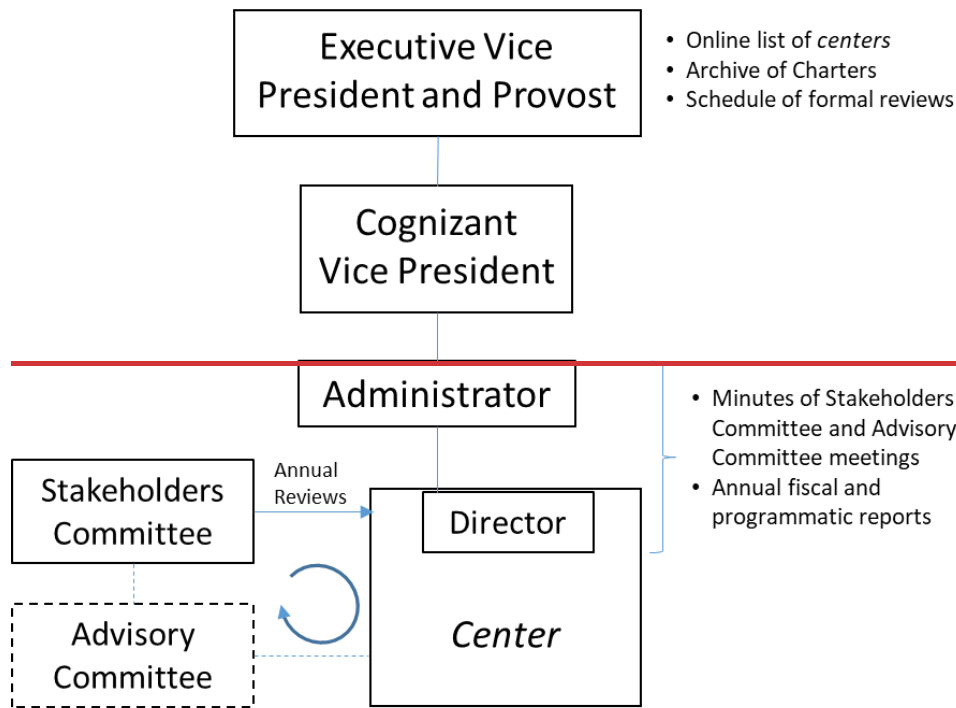 Executive Vice
President and Provost
• Online list of centers
• Archive of Charters
• Schedule of formal reviews
Cognizant
Vice President
Administrator
• Minutes of Stakeholders
Committee and Advisory
Committee meetings
• Annual fiscal and
programmatic reports
Stakeholders
Committee
Annual
Reviews
Director
Center
Advisory
Committee